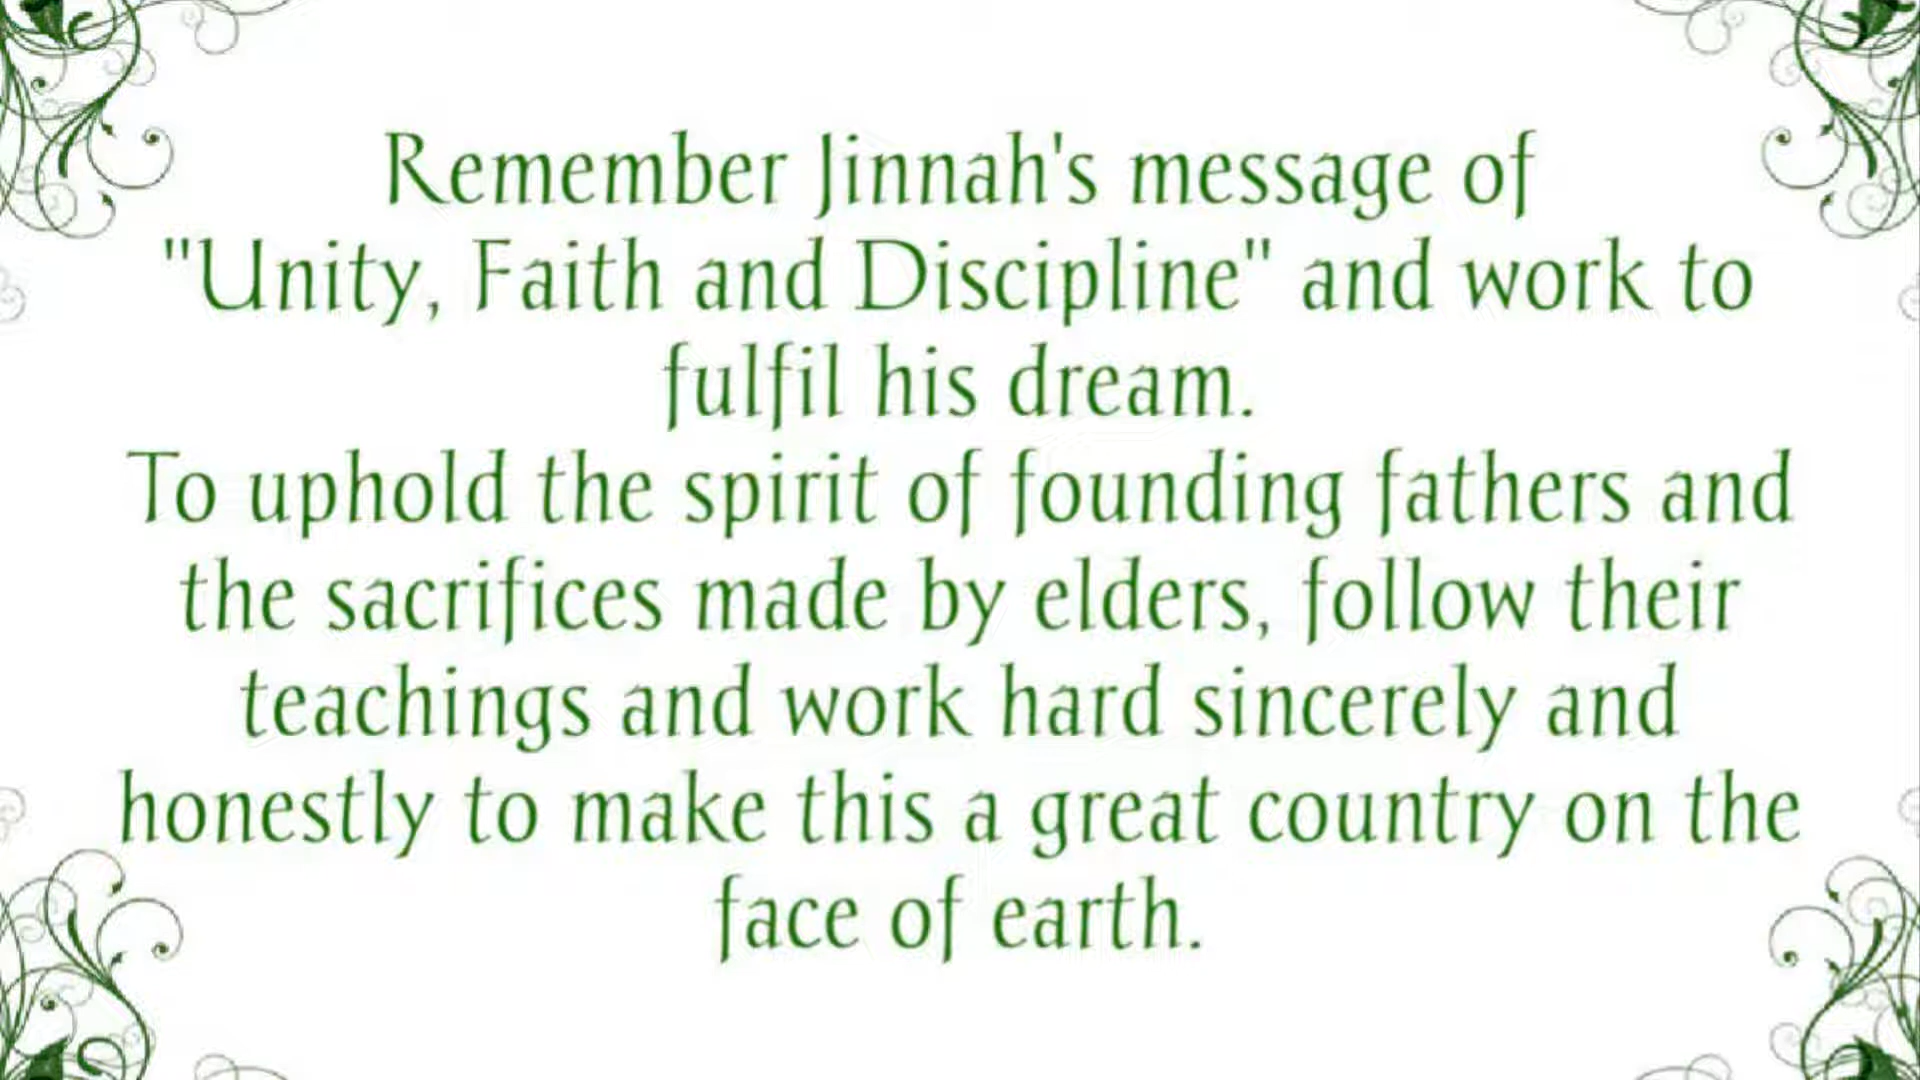 Remember Jinnah's message of
"Unity, Faith and Discipline" and work to
fulfil his dream.
To uphold the spirit of founding fathers and
the sacrifices made by elders, follow their
teachings and work hard sincerely and
honestly to make this a great country on the
face of earth.